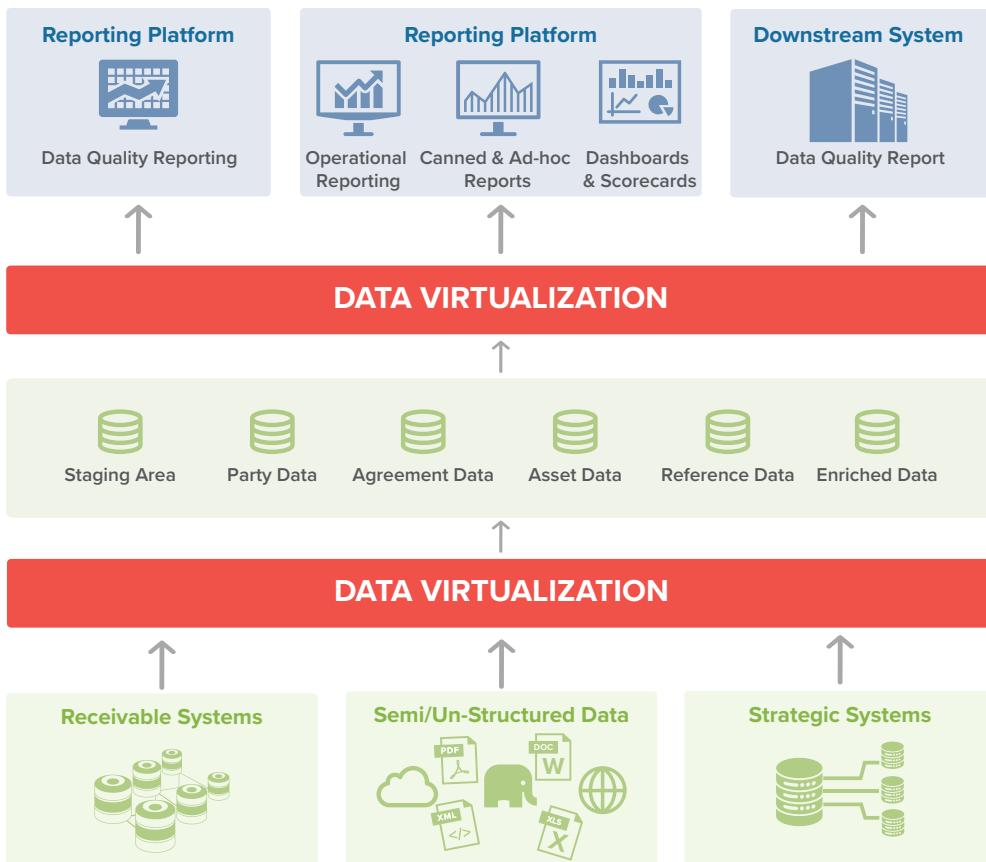 Reporting Platform
Data Quality Reporting
Reporting Platform
Operational
Reporting
Canned & Ad-hoc
Reports
Dashboards
& Scorecards
Downstream System
Data Quality Report
DATA VIRTUALIZATION
Staging Area
Party Data
Agreement Data
Asset Data
Reference Data
Enriched Data
DATA VIRTUALIZATION
Receivable Systems
Semi/Un-Structured Data
PDF
DOC
W
XML
</>
XLS
X
Strategic Systems